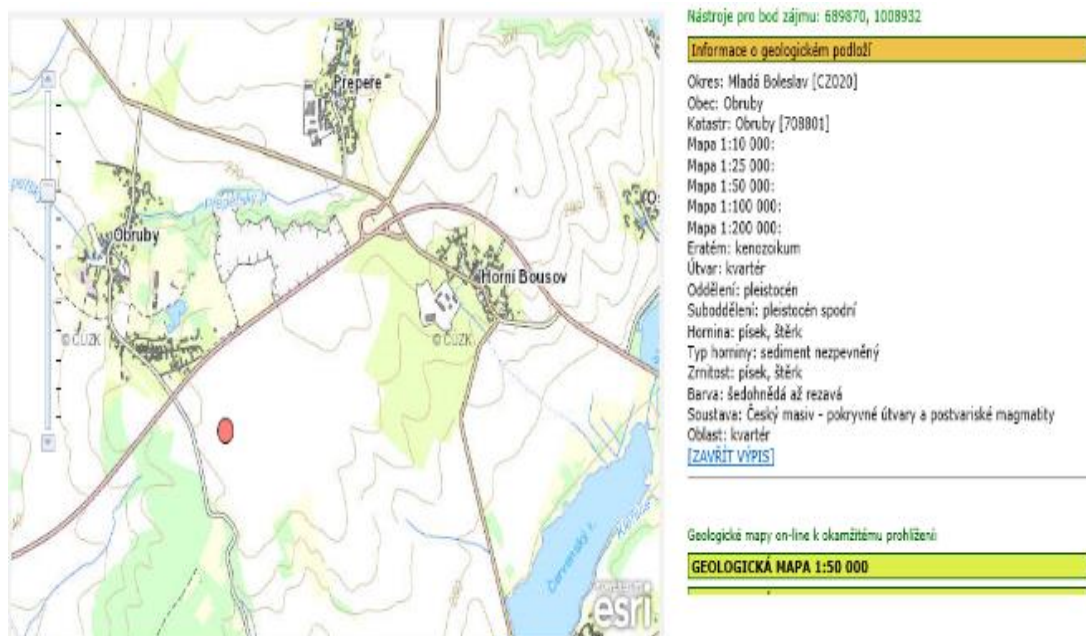 Přepere
Obruby
Horní Bousov
© ČÚZK
© ČÚZK
Červenský r.
esri
Nástroje pro bod zájmu: 689870, 1008932
Informace o geologickém podloží
Okres: Mladá Boleslav [CZ020]
Obec: Obruby
Katastr: Obruby [708801]
Mapa 1:10 000:
Mapa 1:25 000:
Mapa 1:50 000:
Mapa 1:100 000:
Mapa 1:200 000:
Eratém: kenozoikum
Útvar: kvartér
Oddělení: pleistocén
Suboddělení: pleistocén spodní
Hornina: písek, štěrk
Typ horniny: sediment nezpevněný
Zrnitost: písek, štěrk
Barva: šedohnědá až rezavá
Soustava: Český masiv - pokryvné útvary a postvariské magmatity
Oblast: kvartér
[ZAVŘÍT VÝPIS]
Geologické mapy on-line k okamžitému prohlížení
GEOLOGICKÁ MAPA 1:50 000